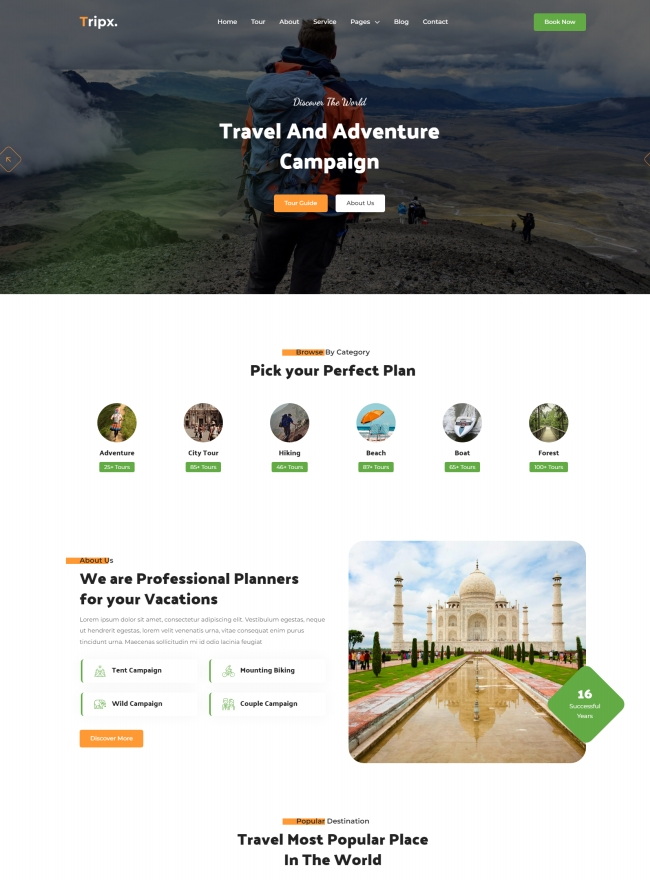 Tripx.
Home Tour About Service Pages Blog Contact
Book Now
Discover The World
Travel And Adventure
Campaign
Tour Guide About Us
Browse By Category
Pick your Perfect Plan
Adventure City Tour Hiking Beach Boat Forest
25+ Tours 85+ Tours 46+ Tours 87+ Tours 65+ Tours 100+ Tours
About Us
We are Professional Planners
for your Vacations
Lorem ipsum dolor sit amet, consectetur adipiscing elit. Vestibulum egestas, neque
ut hendrerit egestas, lorem velit venenatis urna, vitae consequat enim purus
tincidunt urna. Maecenas sollicitudin mi id odio lacinia feugiat
Tent Campaign Mounting Biking
Wild Campaign Couple Campaign
Discover More
16
Successful
Years
Popular Destination
Travel Most Popular Place
In The World